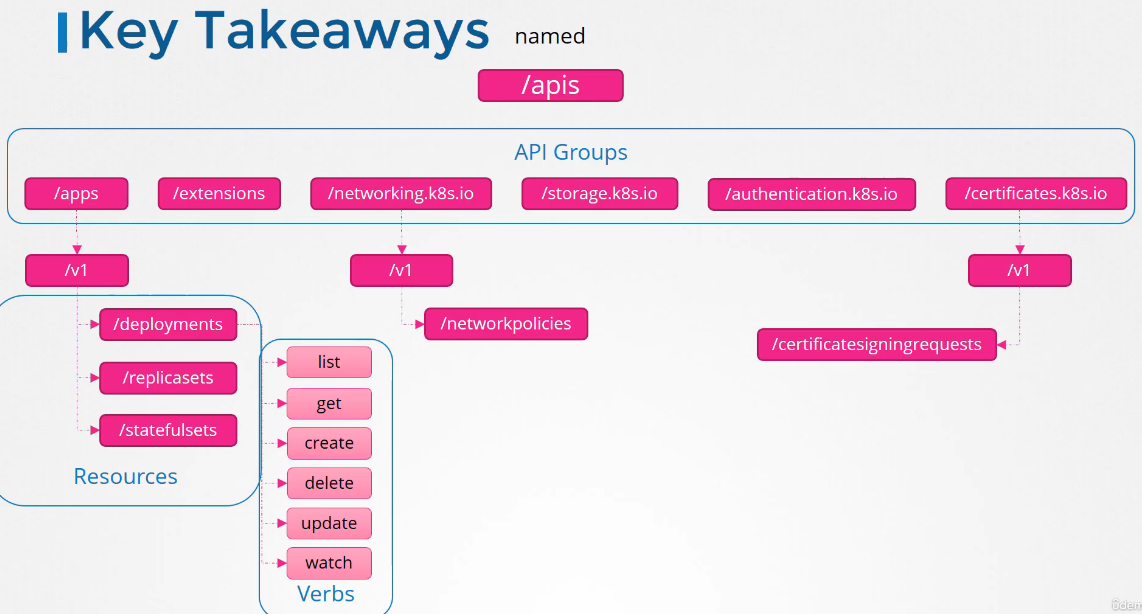 Key Takeaways
named
/apis
API Groups
/apps
/extensions
/networking.k8s.io
/storage.k8s.io
/authentication.k8s.io
/certificates.k8s.io
/v1
/v1
/v1
/deployments
/networkpolicies
/certificatesigningrequests
/replicasets
/statefulsets
Resources
list
get
create
delete
update
watch
Verbs